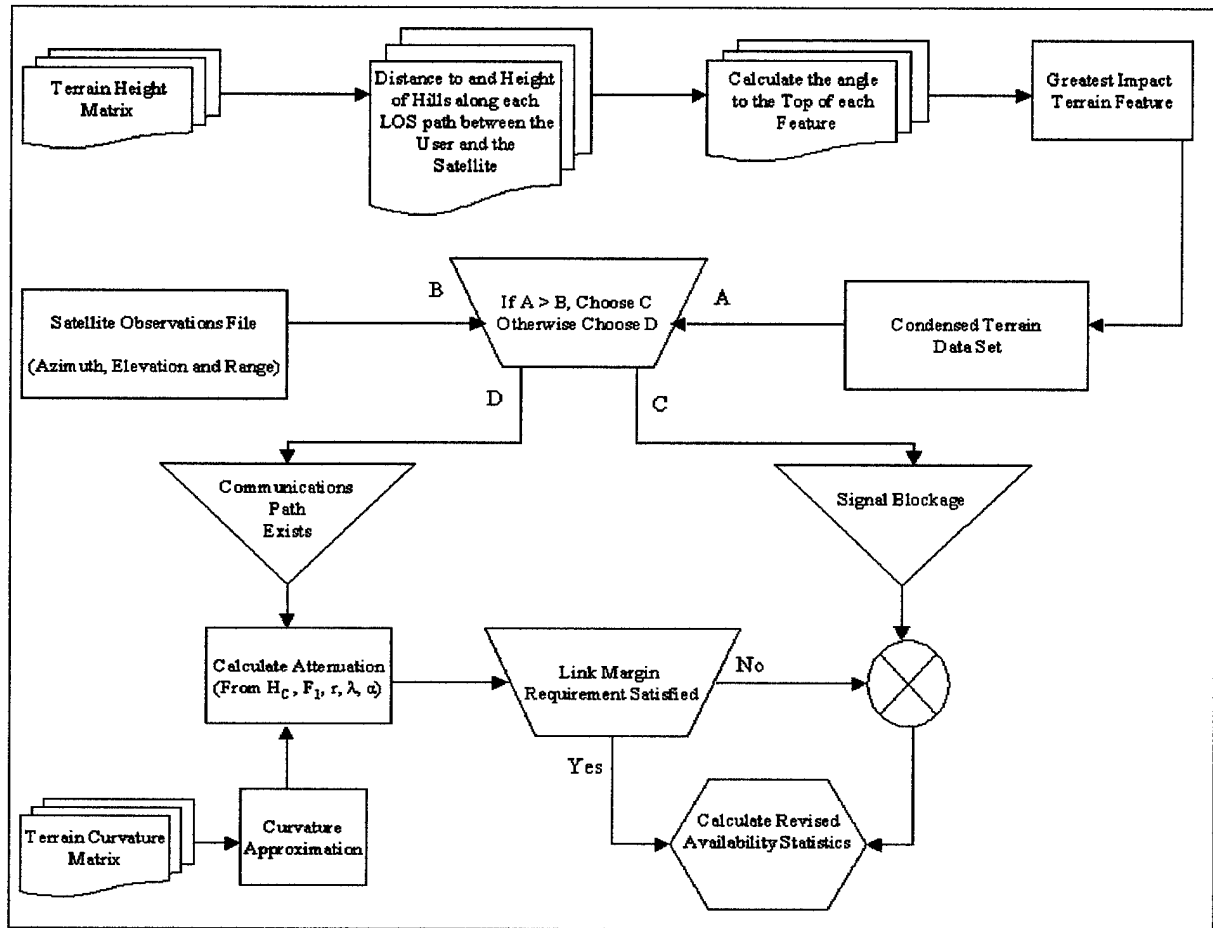 Terrain Height
Matrix
Distance to and Height
of Hills along each
LOS path between the
User and the
Satellite
Calculate the angle
to the Top of each
Feature
Greatest Impact
Terrain Feature
Satellite Observations File
(Azimuth, Elevation and Range)
B
If A > B, Choose C
Otherwise Choose D
A
Condensed Terrain
Data Set
D
C
Communications
Path
Exists
Signal Blockage
Calculate Attenuation
(From H_C , F_1, r, λ, α)
Link Margin
Requirement Satisfied
No
Yes
Terrain Curvature
Matrix
Curvature
Approximation
Calculate Revised
Availability Statistics